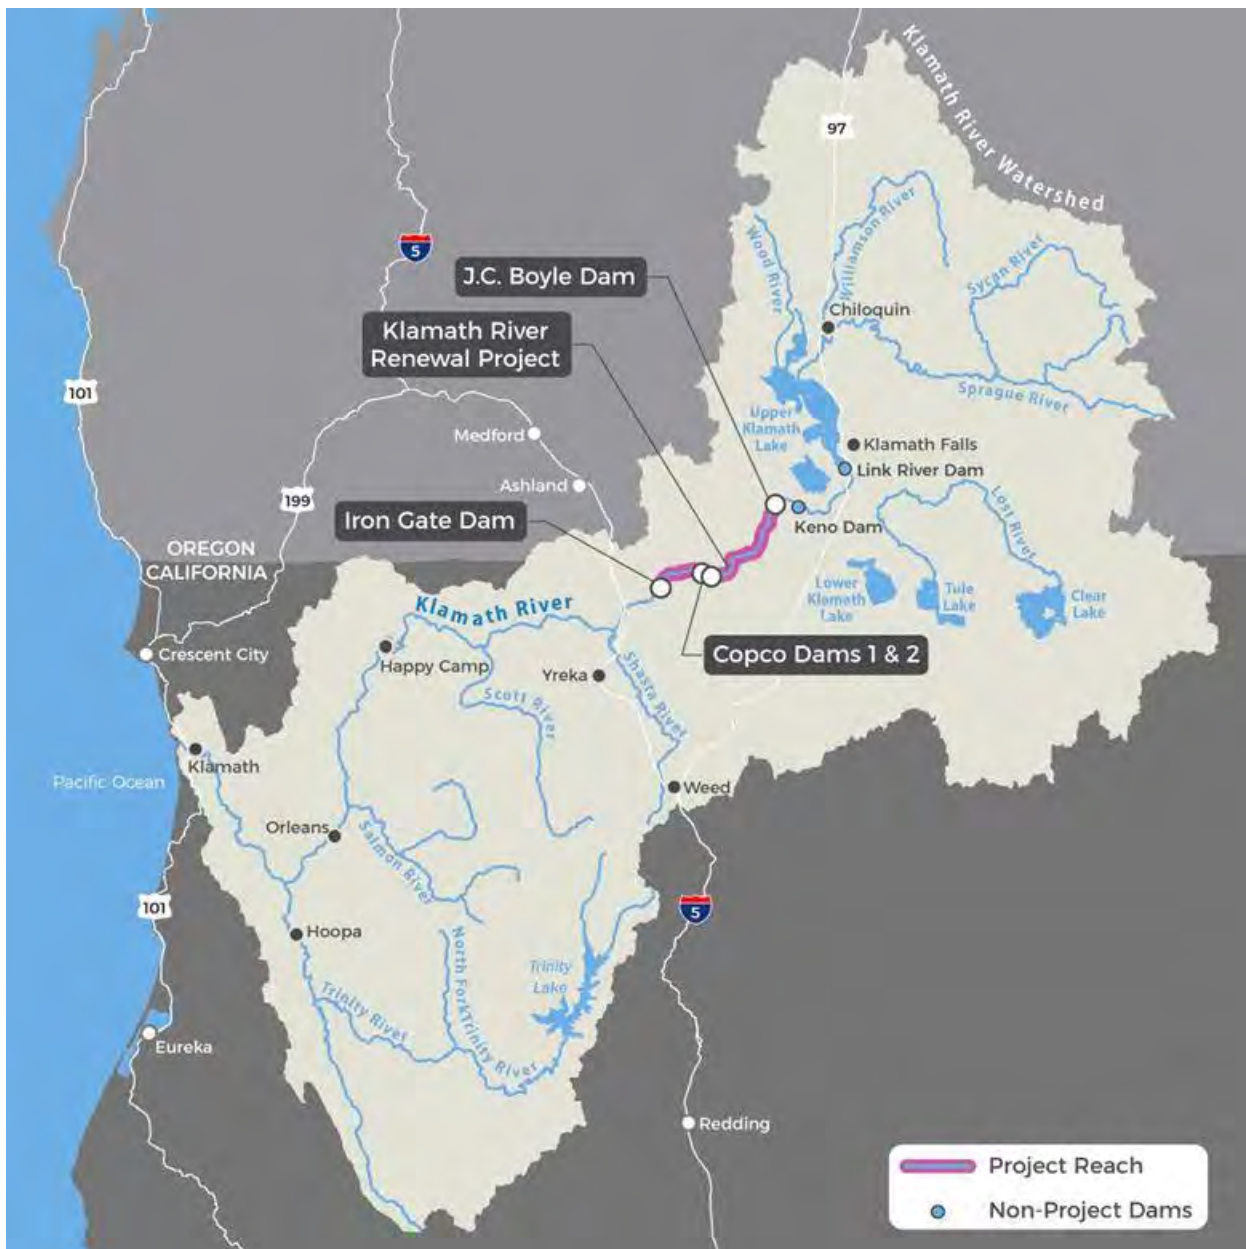 Klamath River Watershed
97
5
Wood River
Williamson River
Sycan River
J.C. Boyle Dam
Chiloquin
Klamath River
Renewal Project
101
Sprague River
Upper
Klamath
Lake
Medford
Klamath Falls
Link River Dam
Ashland
199
Lost River
Iron Gate Dam
Keno Dam
OREGON
CALIFORNIA
Lower
Klamath
Lake
Tule
Lake
Clear
Lake
Klamath River
Crescent City
Happy Camp
Yreka
Shasta River
Copco Dams 1 & 2
Scott River
Klamath
Pacific Ocean
Weed
Orleans
Salmon River
101
5
Hoopa
North Fork Trinity River
Trinity
Lake
Trinity River
Eureka
Redding
Project Reach
Non-Project Dams